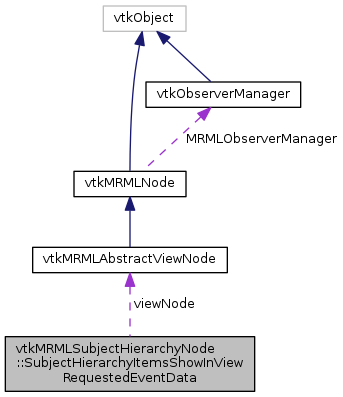 vtkObject
vtkObserverManager
MRMLObserverManager
vtkMRMLNode
vtkMRMLAbstractViewNode
viewNode
vtkMRMLSubjectHierarchyNode
::SubjectHierarchyItemsShowInView
RequestedEventData